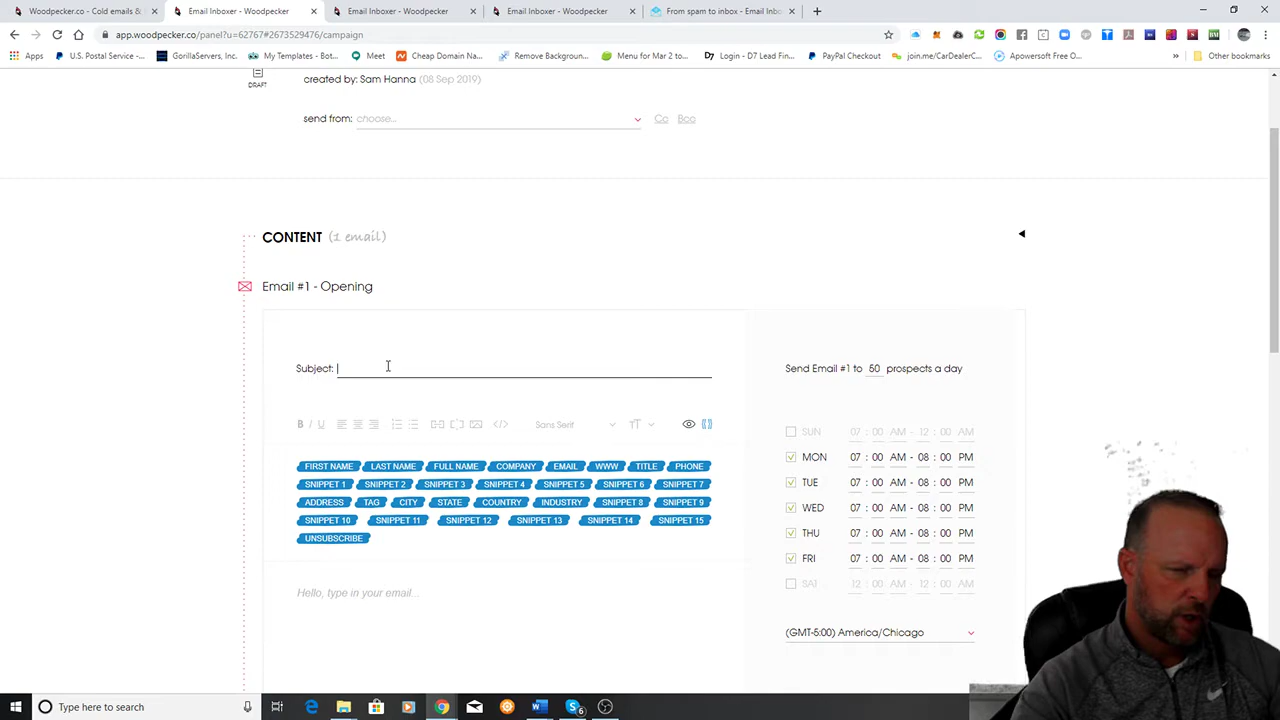 Woodpecker.co - Cold emails &
Email Inboxer - Woodpecker
Email Inboxer - Woodpecker
Email Inboxer - Woodpecker
From spam to inbox - Email Inb
app.woodpecker.co/panel?u=62767#2673529476/campaign
Apps
U.S. Postal Service -...
GorillaServers, Inc.
My Templates - Bot...
Meet
Cheap Domain Na...
Remove Background...
Menu for Mar 2 to...
D7 Login - D7 Lead Fin...
PayPal Checkout
join.me/CarDealerC...
Apowersoft Free O...
»
Other bookmarks
DRAFT
created by: Sam Hanna (08 Sep 2019)
send from: choose... Cc Bcc
CONTENT (1 email)
Email #1 - Opening
Subject:
Send Email #1 to 50 prospects a day
B I U </> Sans Serif TT
FIRST NAME LAST NAME FULL NAME COMPANY EMAIL WWW TITLE PHONE
SNIPPET 1 SNIPPET 2 SNIPPET 3 SNIPPET 4 SNIPPET 5 SNIPPET 6 SNIPPET 7
ADDRESS TAG CITY STATE COUNTRY INDUSTRY SNIPPET 8 SNIPPET 9
SNIPPET 10 SNIPPET 11 SNIPPET 12 SNIPPET 13 SNIPPET 14 SNIPPET 15
UNSUBSCRIBE
Hello, type in your email...
SUN 07 : 00 AM - 12 : 00 AM
MON 07 : 00 AM - 08 : 00 PM
TUE 07 : 00 AM - 08 : 00 PM
WED 07 : 00 AM - 08 : 00 PM
THU 07 : 00 AM - 08 : 00 PM
FRI 07 : 00 AM - 08 : 00 PM
SAT 12 : 00 AM - 12 : 00 AM
(GMT-5:00) America/Chicago
Type here to search